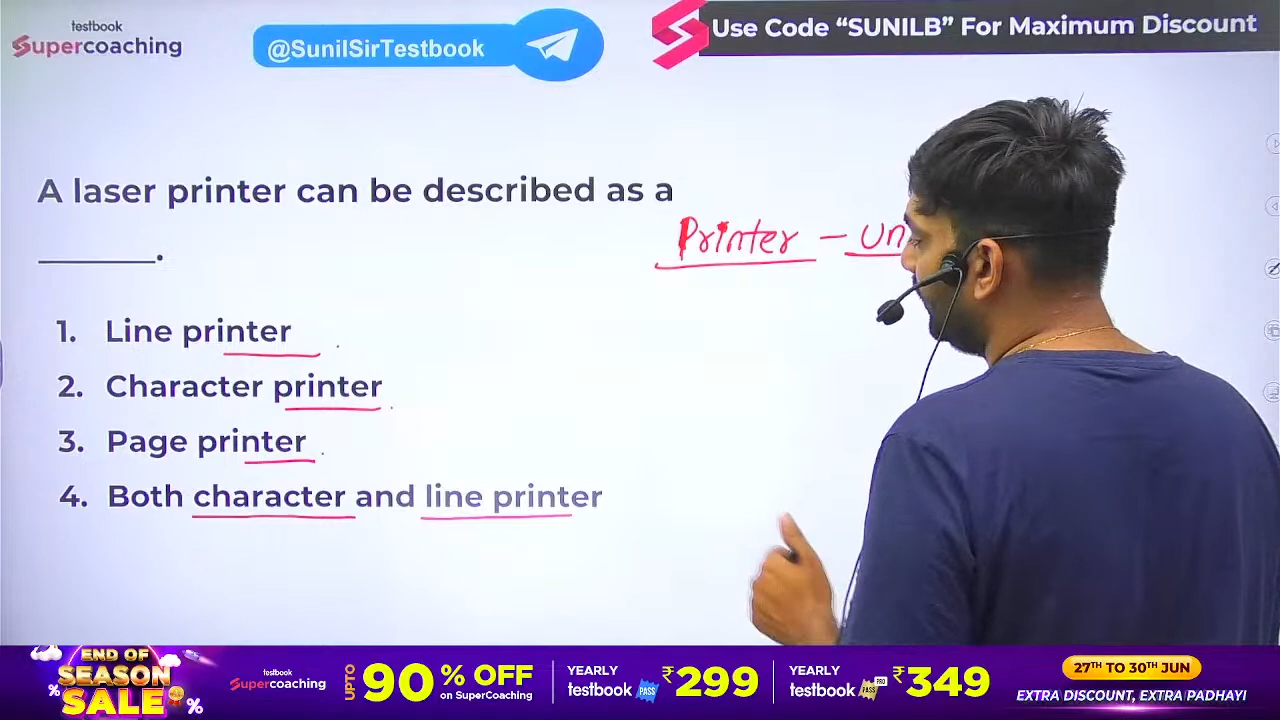 testbook
Supercoaching
@SunilSirTestbook
Use Code “SUNILB” For Maximum Discount
A laser printer can be described as a
______.
Printer – Un
1. Line printer
2. Character printer
3. Page printer
4. Both character and line printer
END OF
SEASON
SALE
%
%
testbook
Supercoaching
UPTO 90% OFF
on SuperCoaching
YEARLY
testbook PASS
₹299
YEARLY
testbook PASS PRO
₹349
27TH TO 30TH JUN
EXTRA DISCOUNT, EXTRA PADHAYI